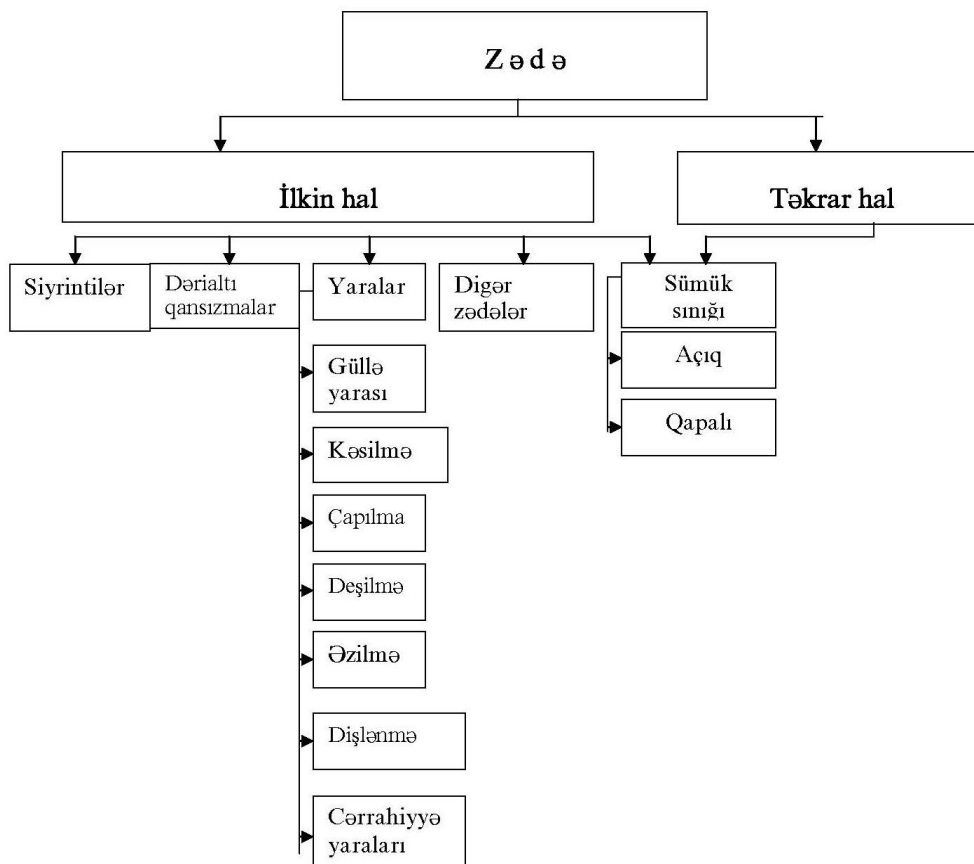 Z ə d ə
İlkin hal
Təkrar hal
Siyrintilər
Dərialtı
qansızmalar
Yaralar
Digər
zədələr
Sümük
sınığı
Güllə
yarası
Kəsilmə
Çapılma
Deşilmə
Əzilmə
Dişlənmə
Cərrahiyyə
yaraları
Açıq
Qapalı